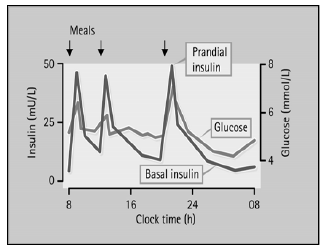 Meals
Prandial
insulin
Glucose
Basal insulin
Insulin (mU/L)
50
25
0
Glucose (mmol/L)
8
6
4
8
16
24
08
Clock time (h)